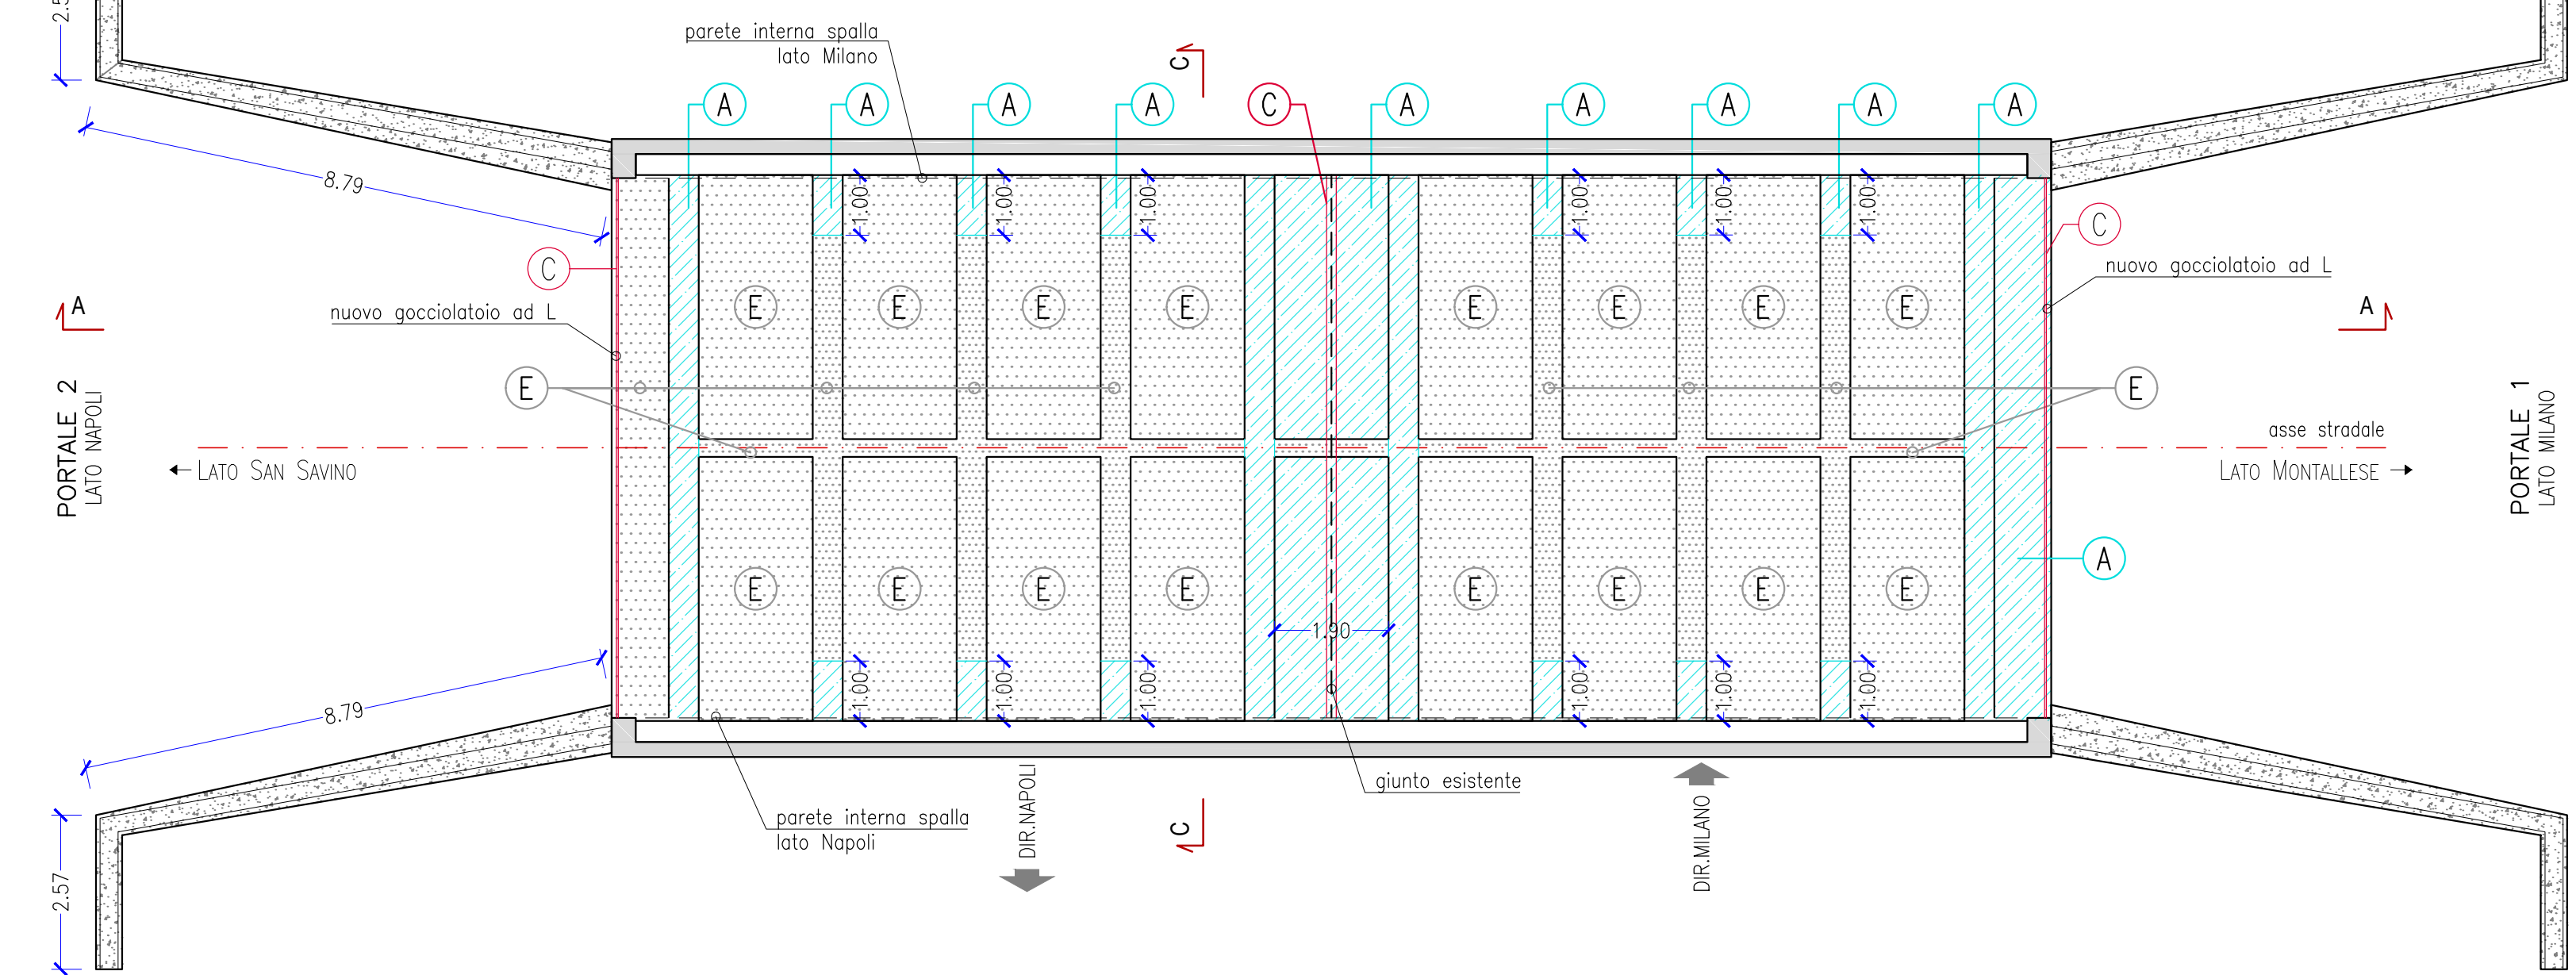 2.5
parete interna spalla
lato Milano
C
A
A
A
A
C
A
A
A
A
A
8.79
1.00
1.00
1.00
1.00
1.00
1.00
C
C
nuovo gocciolatoio ad L
nuovo gocciolatoio ad L
A
A
E
E
E
E
E
E
E
E
E
E
PORTALE 2
LATO NAPOLI
PORTALE 1
LATO MILANO
asse stradale
LATO SAN SAVINO
LATO MONTALLESE
A
E
E
E
E
E
E
E
E
1.90
8.79
1.00
1.00
1.00
1.00
1.00
1.00
giunto esistente
parete interna spalla
lato Napoli
DIR.NAPOLI
C
DIR.MILANO
2.57